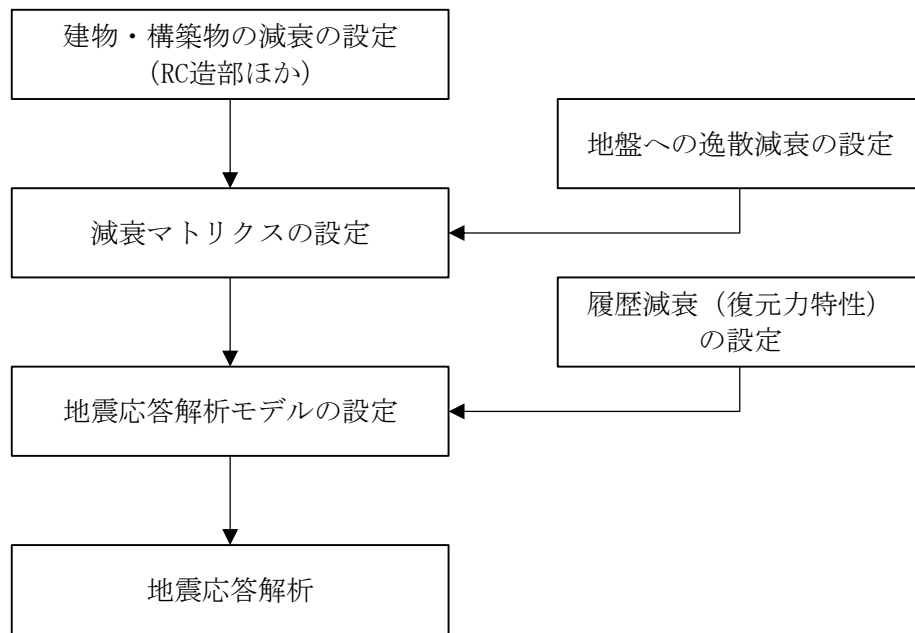 建物・構築物の減衰の設定
(RC造部ほか)
地盤への逸散減衰の設定
減衰マトリクスの設定
履歴減衰(復元力特性)
の設定
地震応答解析モデルの設定
地震応答解析